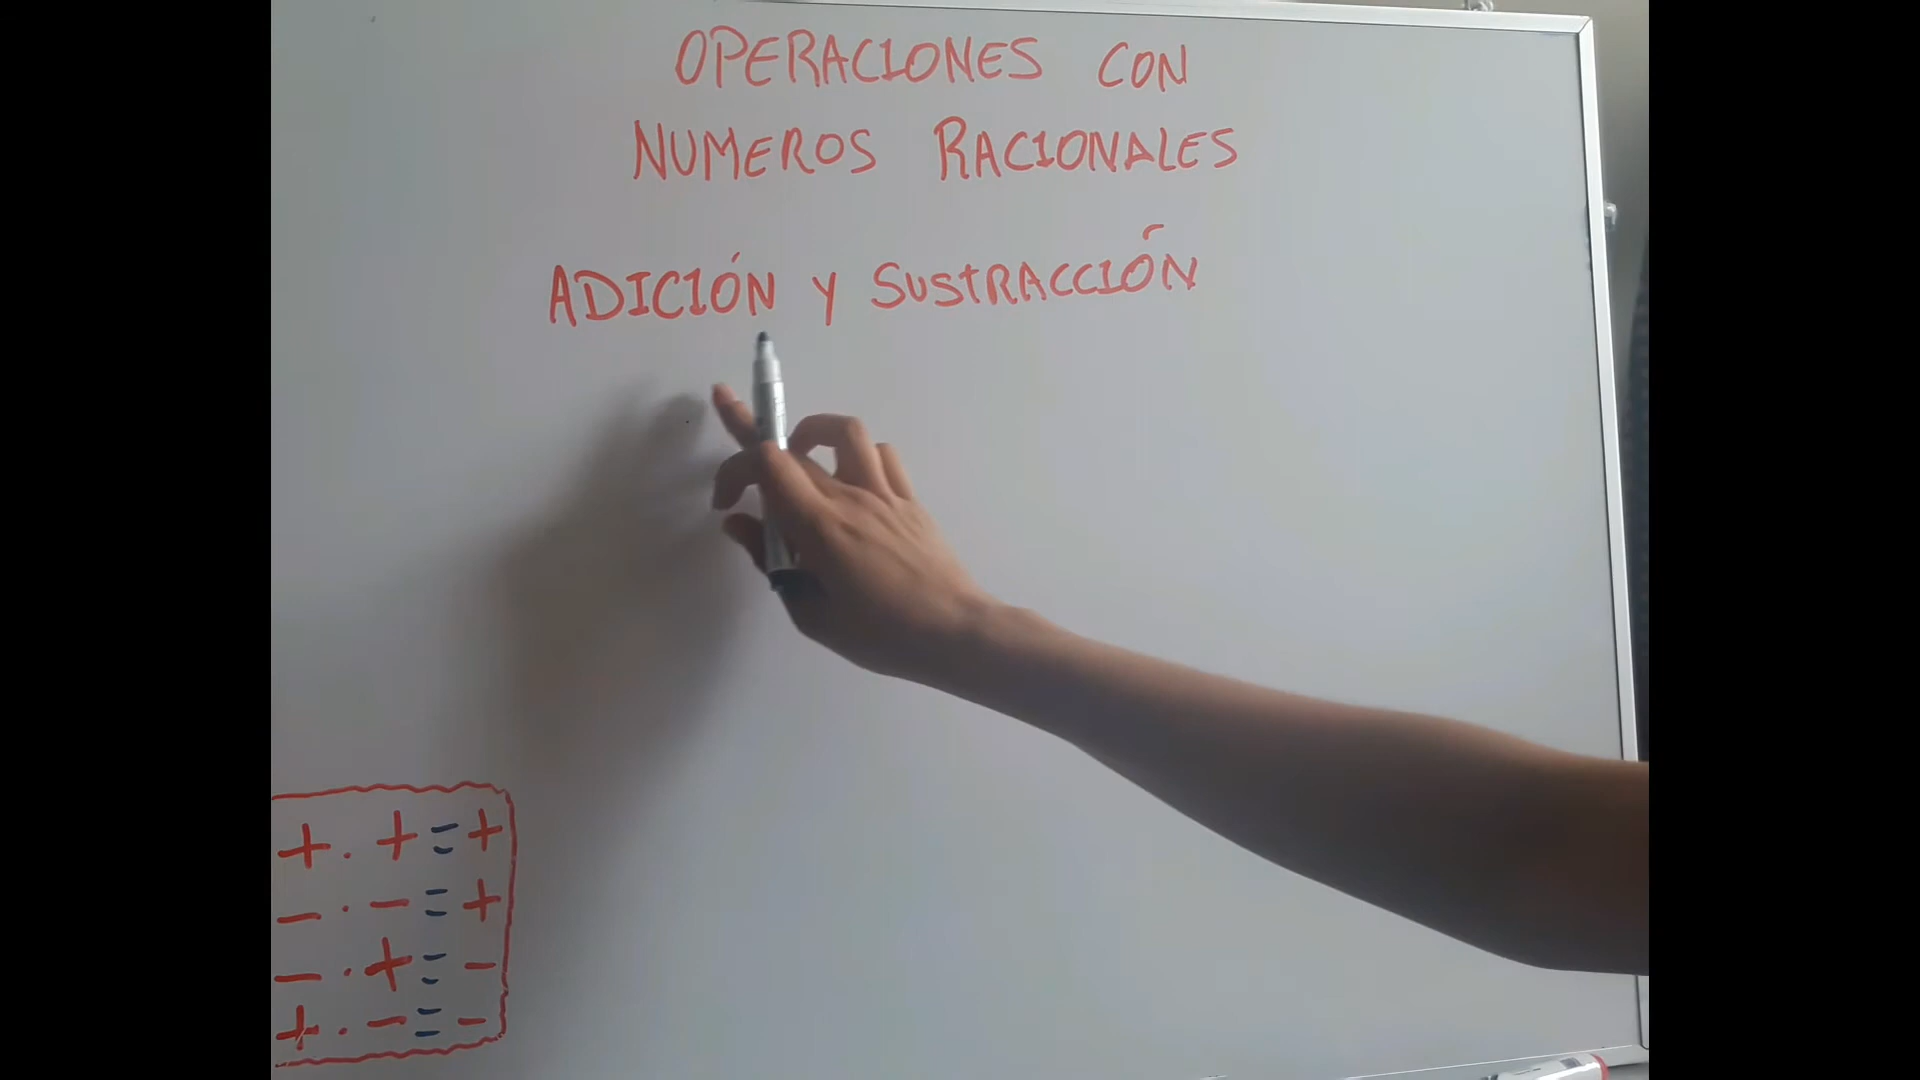 OPERACIONES CON
NUMEROS RACIONALES
ADICIÓN Y SUSTRACCIÓN
+ . + = +
- . - = +
- . + = -
+ . - = -